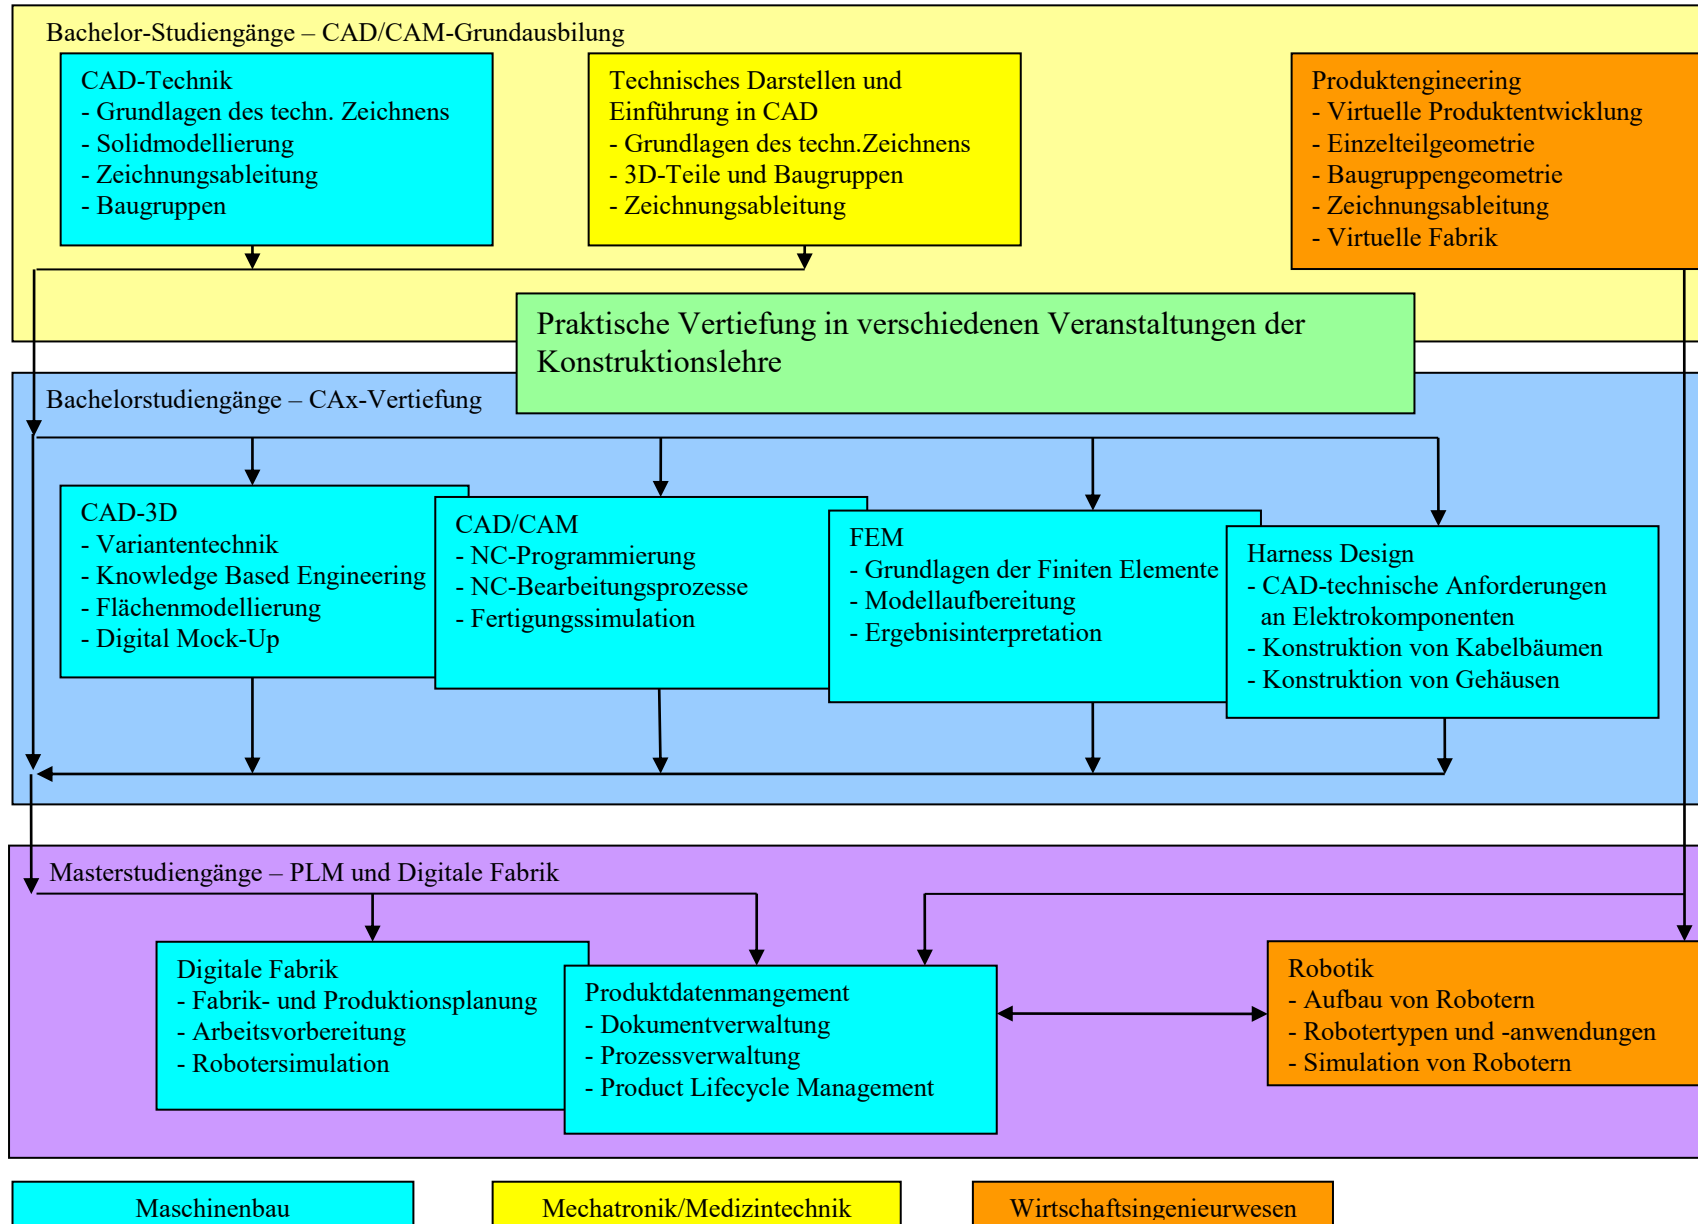 Bachelor-Studiengänge – CAD/CAM-Grundausbilung
CAD-Technik
- Grundlagen des techn. Zeichnens
- Solidmodellierung
- Zeichnungsableitung
- Baugruppen
Technisches Darstellen und
Einführung in CAD
- Grundlagen des techn.Zeichnens
- 3D-Teile und Baugruppen
- Zeichnungsableitung
Produktengineering
- Virtuelle Produktentwicklung
- Einzelteilgeometrie
- Baugruppengeometrie
- Zeichnungsableitung
- Virtuelle Fabrik
Praktische Vertiefung in verschiedenen Veranstaltungen der
Konstruktionslehre
Bachelorstudiengänge – CAx-Vertiefung
CAD-3D
- Variantentechnik
- Knowledge Based Engineering
- Flächenmodellierung
- Digital Mock-Up
CAD/CAM
- NC-Programmierung
- NC-Bearbeitungsprozesse
- Fertigungssimulation
FEM
- Grundlagen der Finiten Elemente
- Modellaufbereitung
- Ergebnisinterpretation
Harness Design
- CAD-technische Anforderungen
an Elektrokomponenten
- Konstruktion von Kabelbäumen
- Konstruktion von Gehäusen
Masterstudiengänge – PLM und Digitale Fabrik
Digitale Fabrik
- Fabrik- und Produktionsplanung
- Arbeitsvorbereitung
- Robotersimulation
Produktdatenmangement
- Dokumentverwaltung
- Prozessverwaltung
- Product Lifecycle Management
Robotik
- Aufbau von Robotern
- Robotertypen und -anwendungen
- Simulation von Robotern
Maschinenbau
Mechatronik/Medizintechnik
Wirtschaftsingenieurwesen